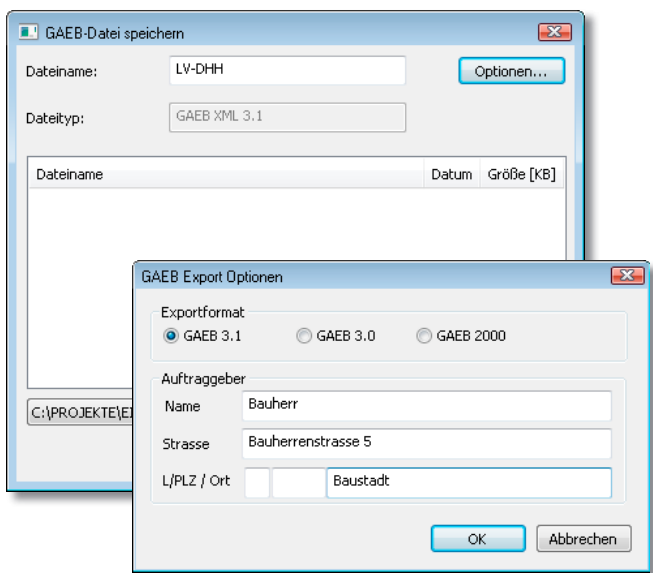 GAEB-Datei speichern
Dateiname: LV-DHH Optionen...
Dateityp: GAEB XML 3.1
Dateiname Datum Größe [KB]
C:\PROJEKTE\
GAEB Export Optionen
Exportformat
GAEB 3.1 GAEB 3.0 GAEB 2000
Auftraggeber
Name Bauherr
Strasse Bauherrenstrasse 5
L/PLZ / Ort Baustadt
OK Abbrechen